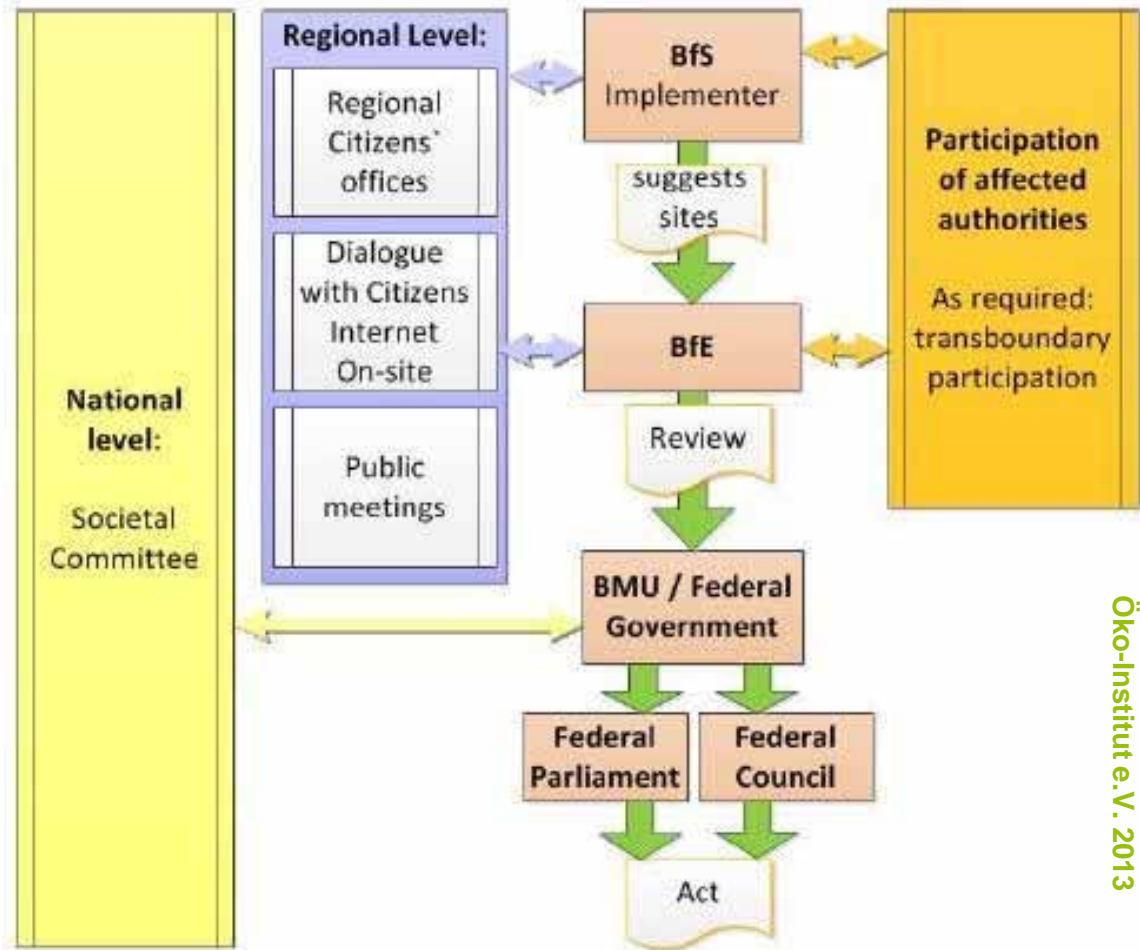 National
level:
Societal
Committee
Regional Level:
Regional
Citizens`
offices
Dialogue
with Citizens
Internet
On-site
Public
meetings
BfS
Implementer
suggests
sites
BfE
Review
BMU / Federal
Government
Federal
Parliament
Federal
Council
Act
Participation
of affected
authorities
As required:
transboundary
participation
Öko-Institut e.V. 2013